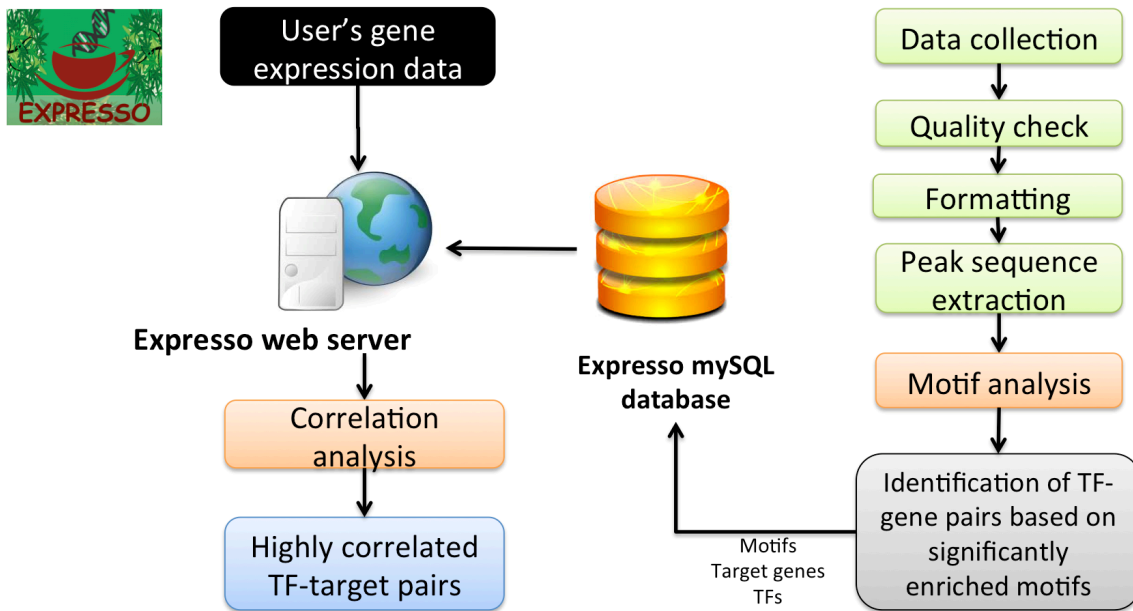 EXPRESSO
User's gene
expression data
Expresso web server
Correlation
analysis
Highly correlated
TF-target pairs
Expresso mySQL
database
Data collection
Quality check
Formatting
Peak sequence
extraction
Motif analysis
Identification of TF-
gene pairs based on
significantly
enriched motifs
Motifs
Target genes
TFs